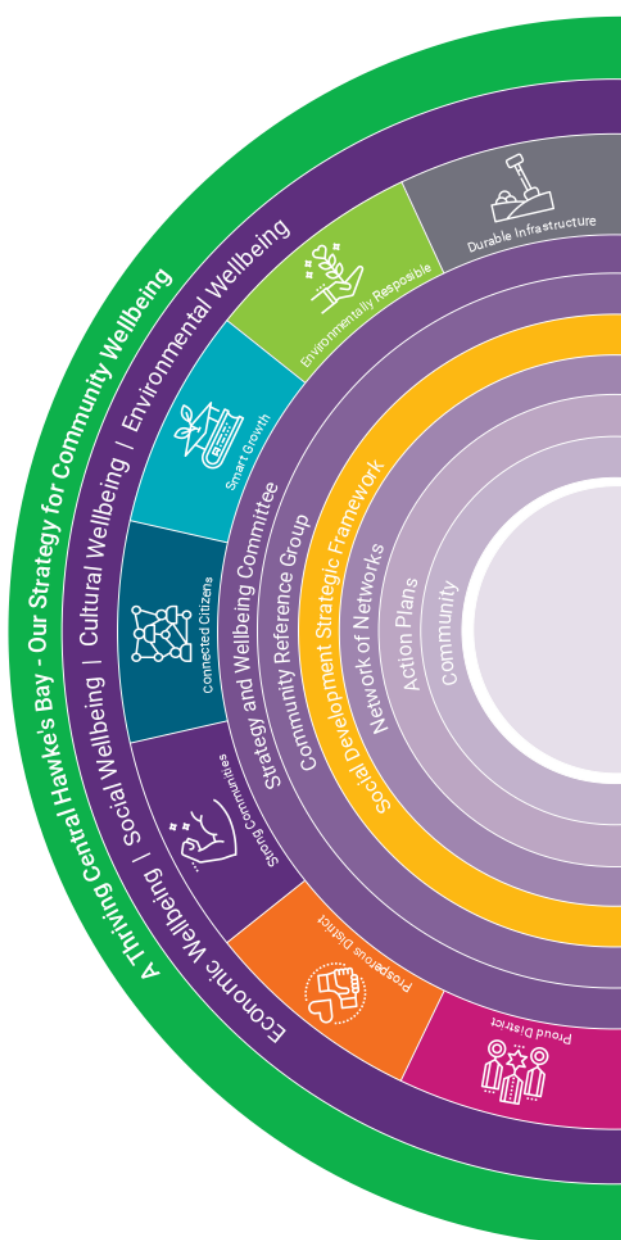 A Thriving Central Hawke's Bay - Our Strategy for Community Wellbeing
Economic Wellbeing | Social Wellbeing | Cultural Wellbeing | Environmental Wellbeing
Proud District
Prosperous District
Strong Communities
Connected Citizens
Smart Growth
Environmentally Resposible
Durable Infrastructure
Strategy and Wellbeing Committee
Community Reference Group
Social Development Strategic Framework
Network of Networks
Action Plans
Community